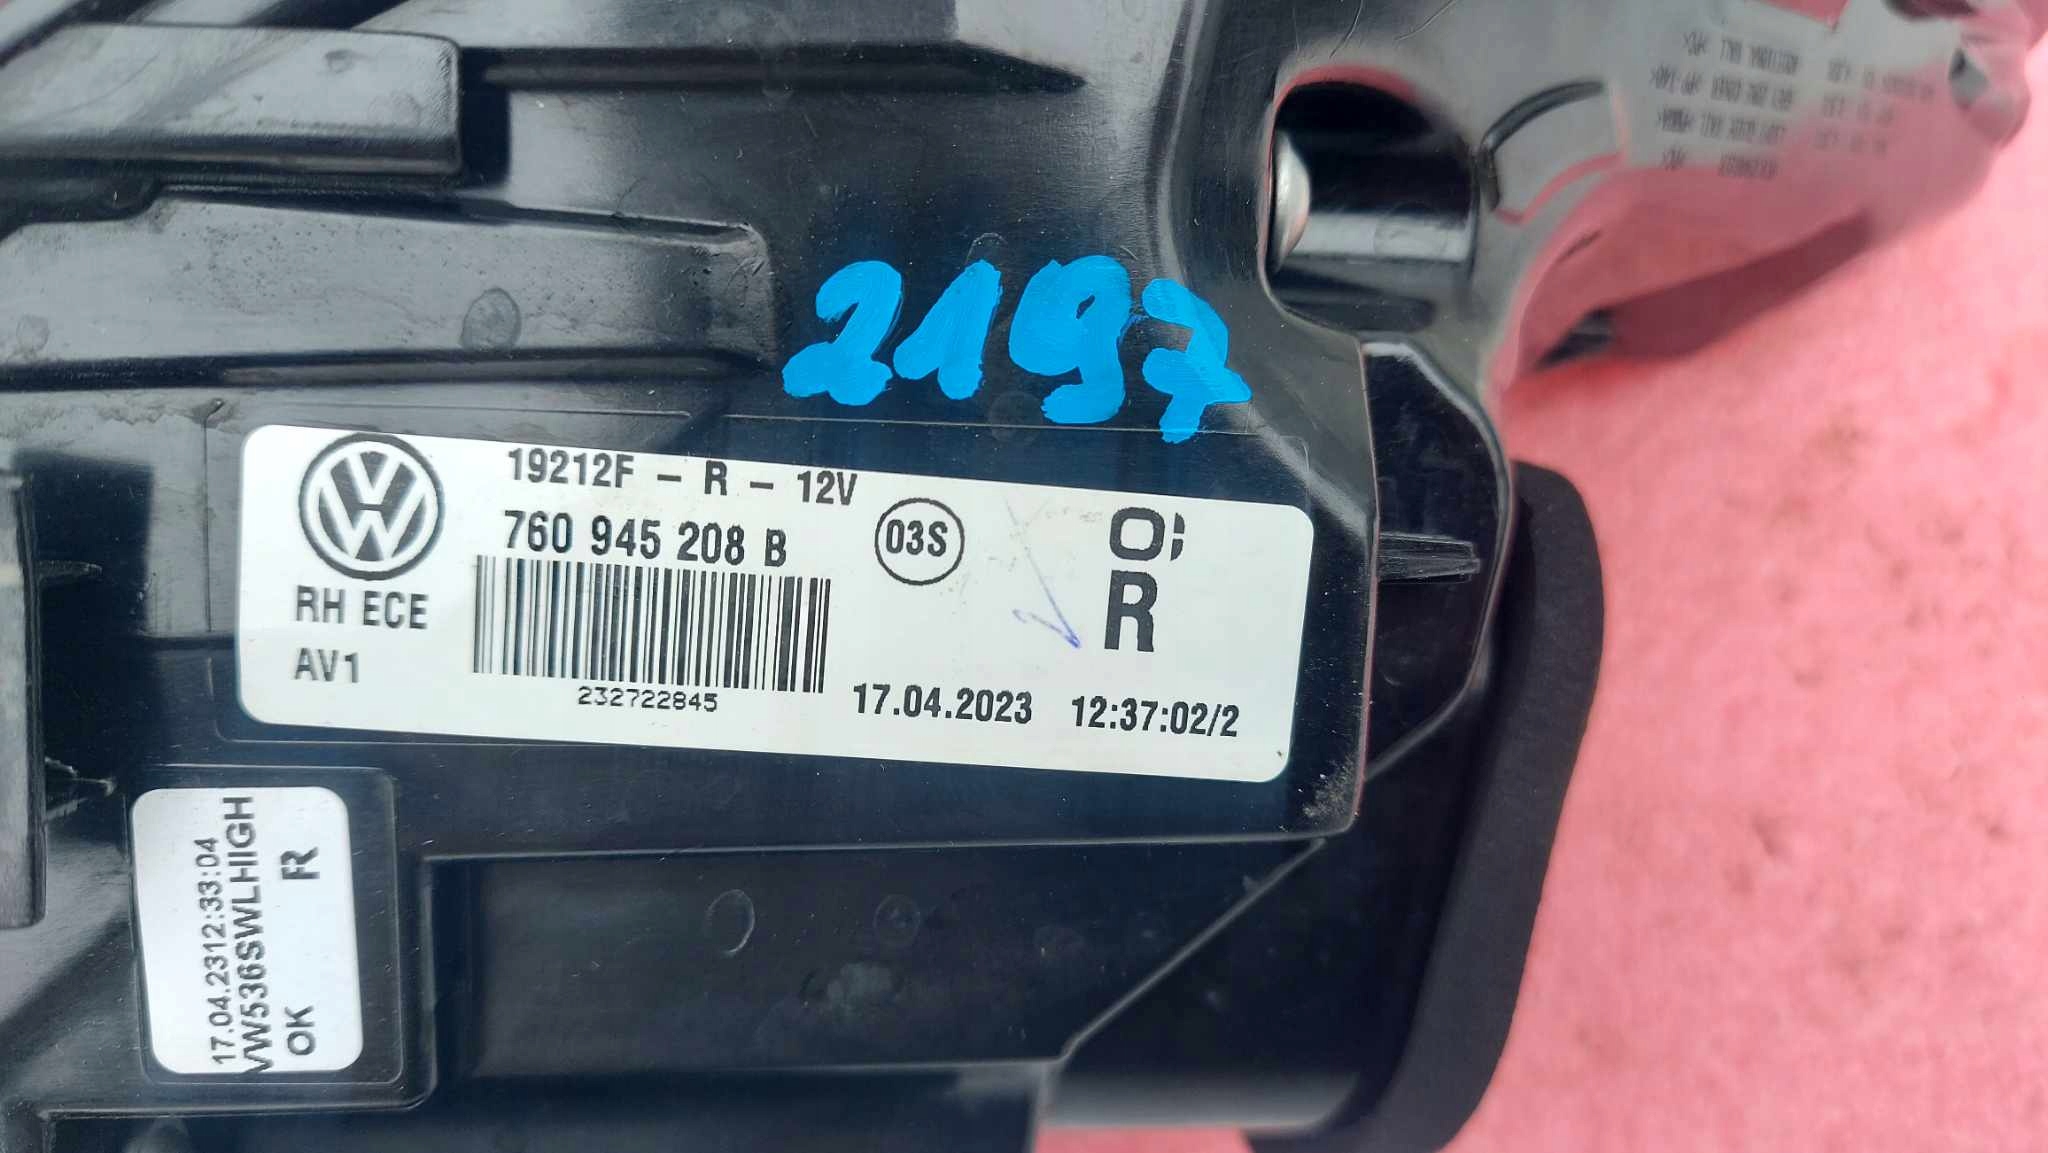 2197
19212F - R - 12V
760 945 208 B
03S
R
RH ECE
AV1
232722845
17.04.2023 12:37:02/2
17.04.2312:33:04
VW536SWLHIGH
OK FR